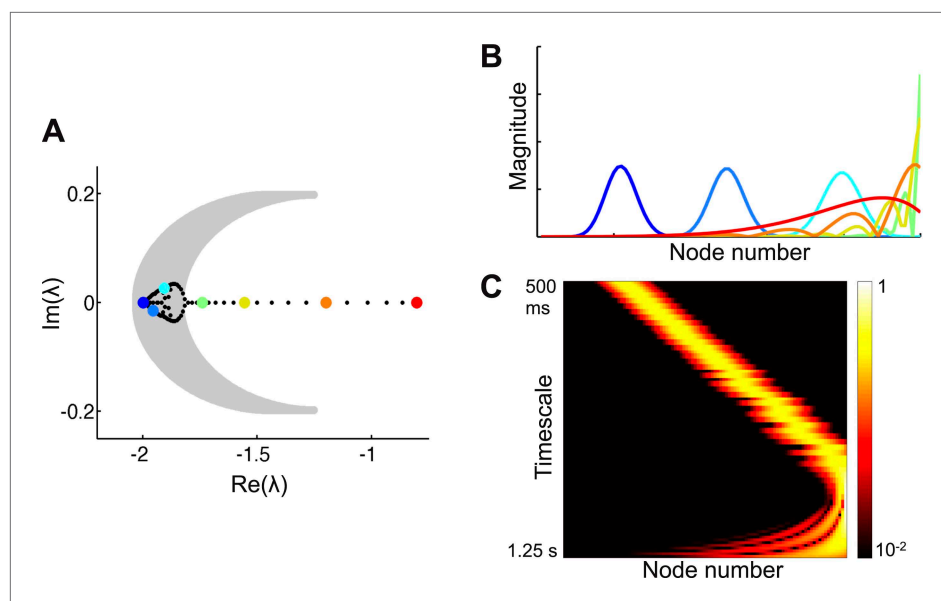 A
0.2
0
-0.2
Im(λ)
-2
-1.5
-1
Re(λ)
B
Magnitude
Node number
C
500
ms
Timescale
1.25 s
Node number
1
10-2